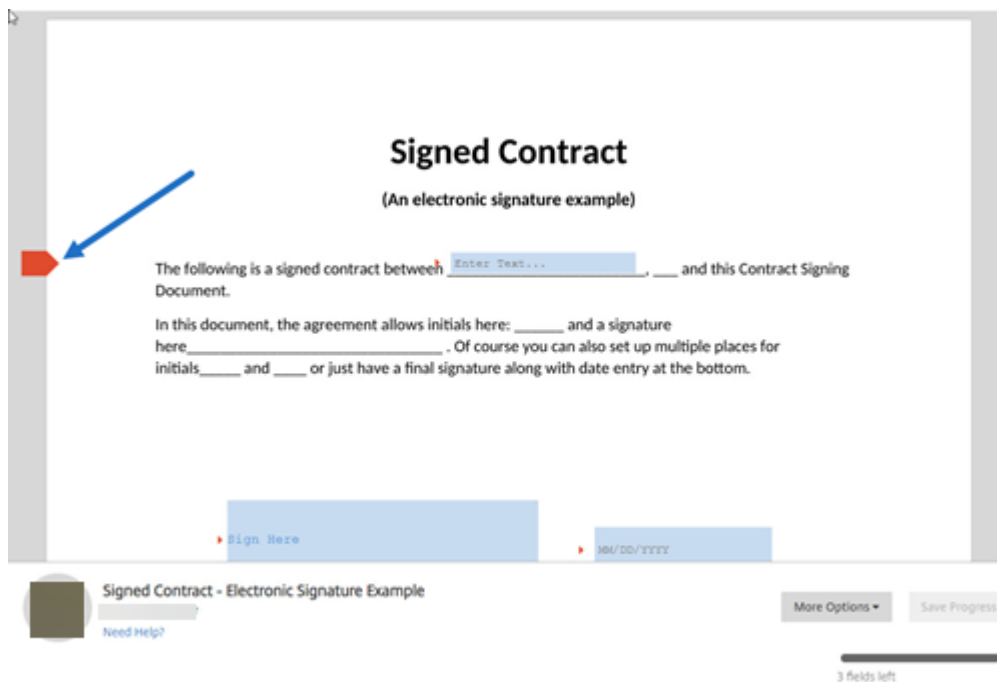 Signed Contract
(An electronic signature example)
Enter Text...
The following is a signed contract between _________________________, ___ and this Contract Signing
Document.
In this document, the agreement allows initials here: ______ and a signature
here________________________________ . Of course you can also set up multiple places for
initials_____ and ____ or just have a final signature along with date entry at the bottom.
Sign Here
MM/DD/YYYY
Signed Contract - Electronic Signature Example
More Options
Save Progress
Need Help?
3 fields left